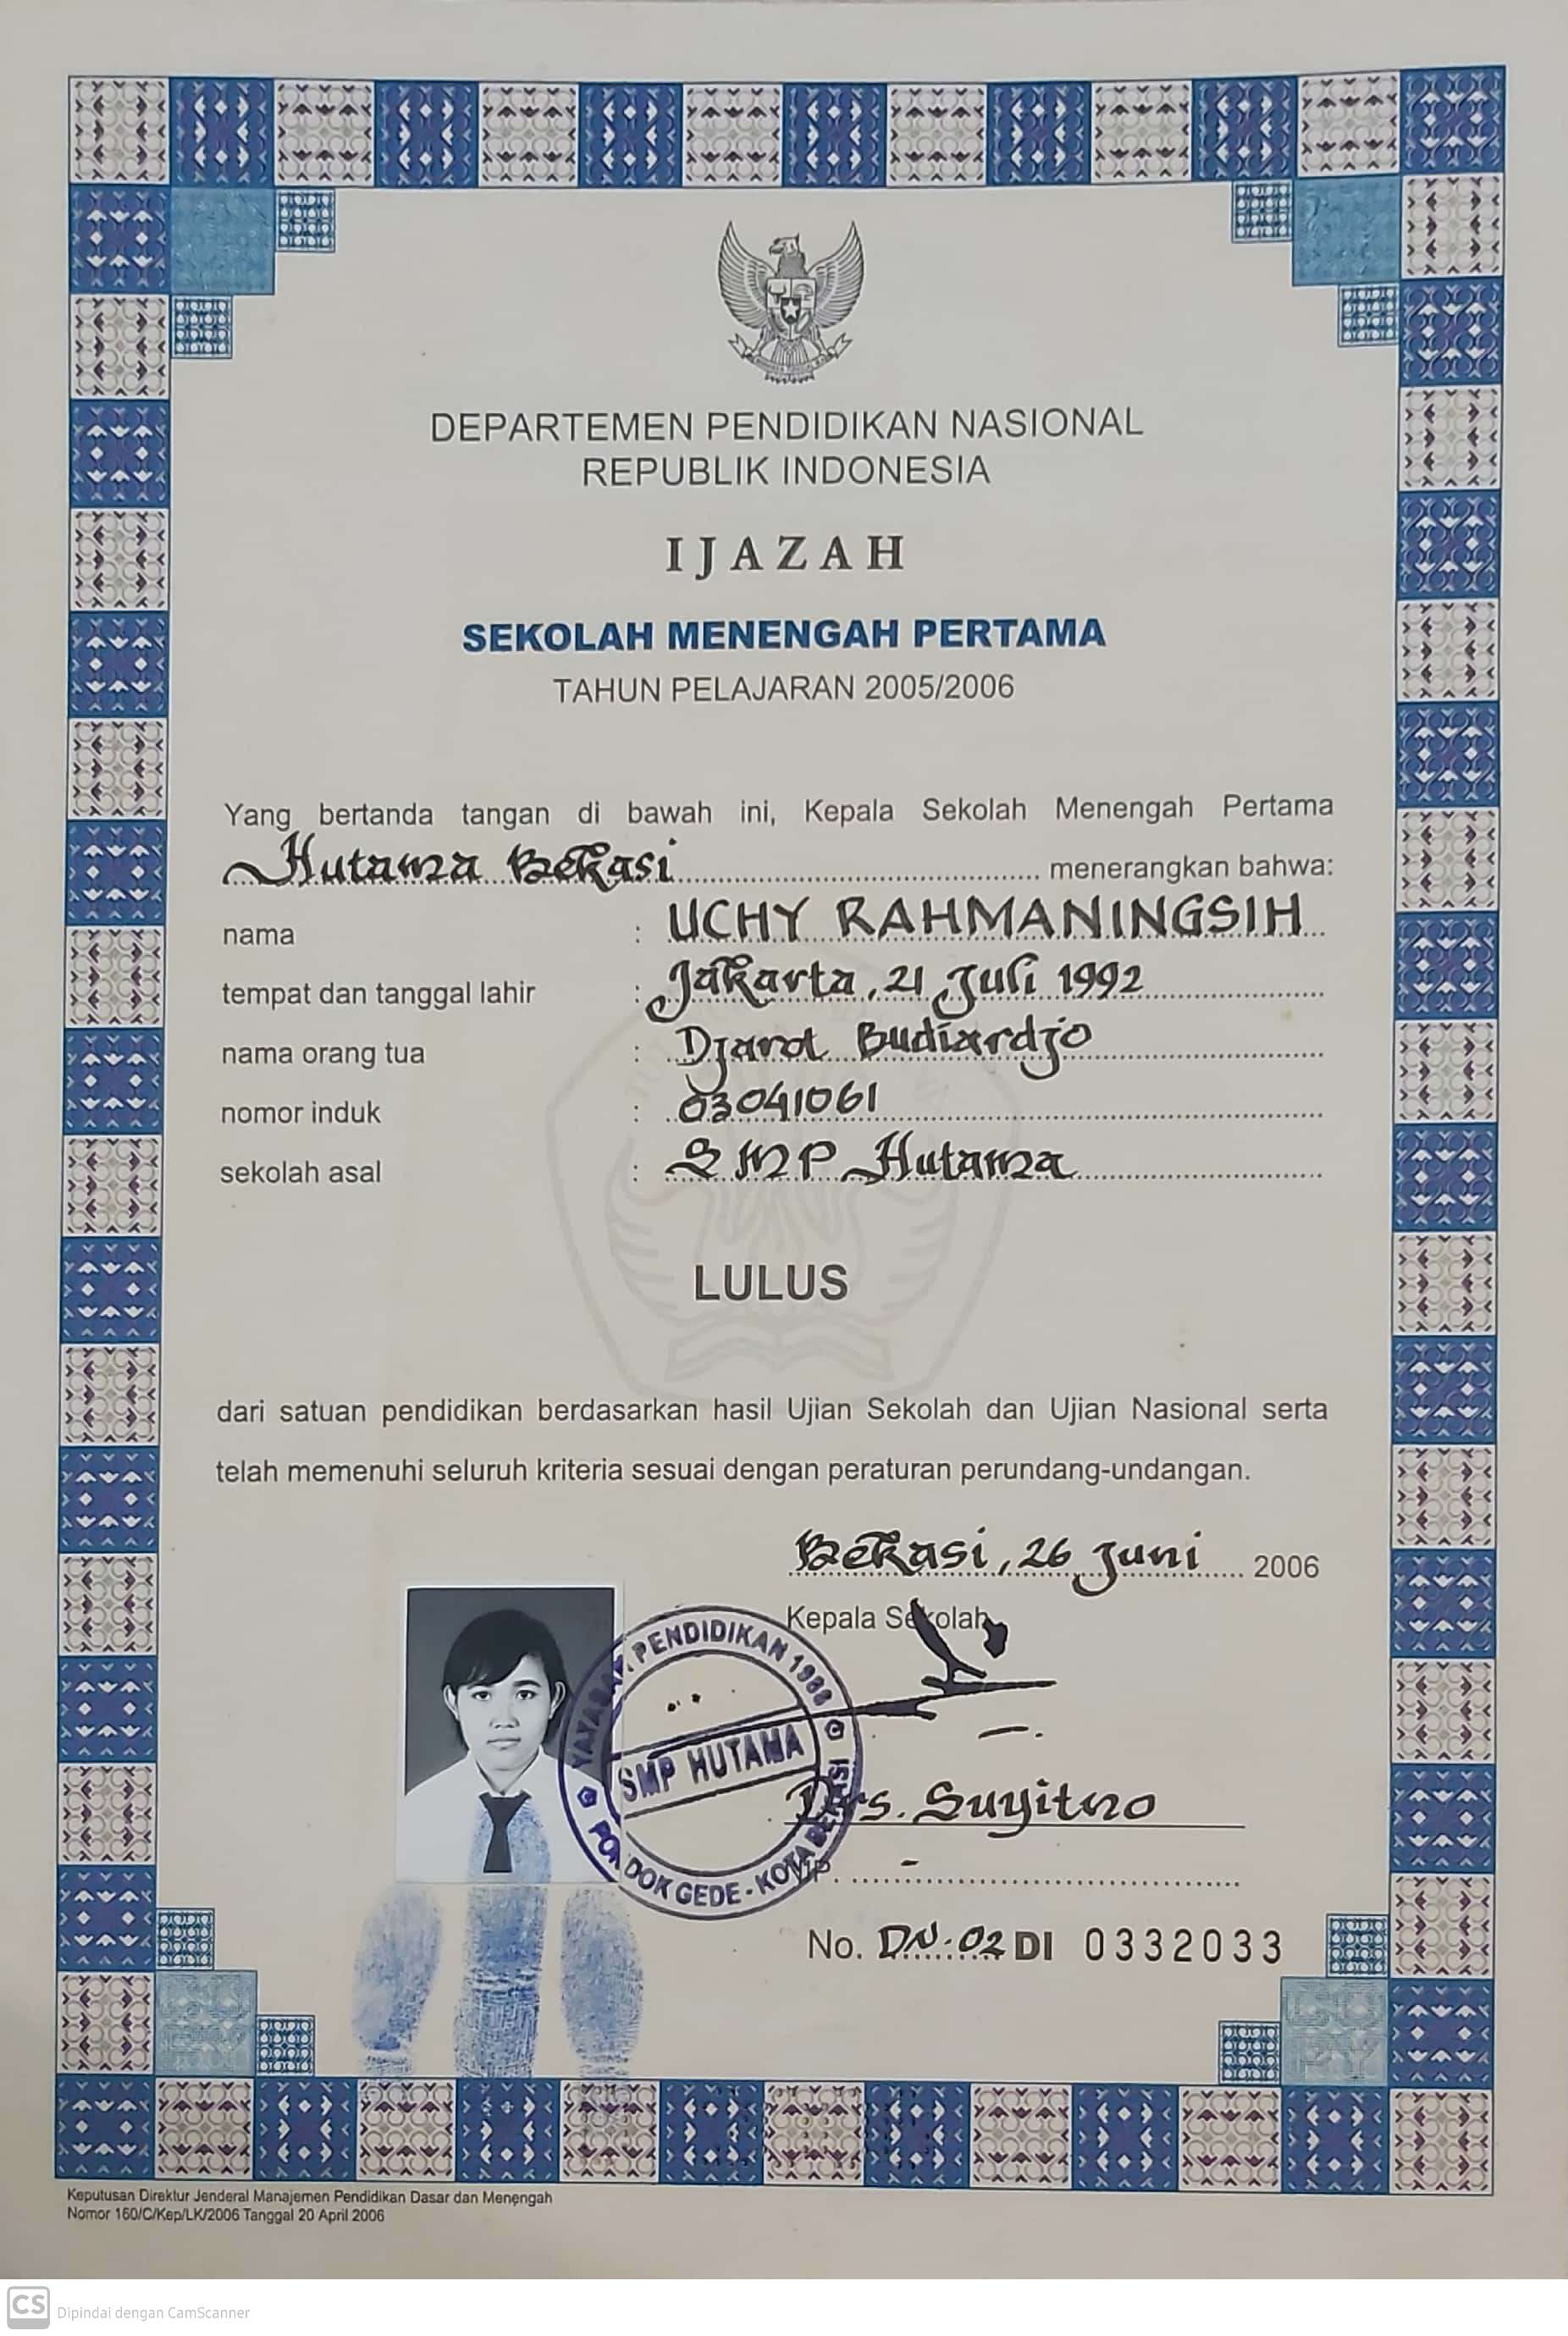 DEPARTEMEN PENDIDIKAN NASIONAL
REPUBLIK INDONESIA
IJAZAH
SEKOLAH MENENGAH PERTAMA
TAHUN PELAJARAN 2005/2006
Yang bertanda tangan di bawah ini, Kepala Sekolah Menengah Pertama
Hutama Bekasi menerangkan bahwa:
nama : UCHY RAHMANINGSIH
tempat dan tanggal lahir : Jakarta, 21 Juli 1992
nama orang tua : Djarot Budiardjo
nomor induk : 03041061
sekolah asal : SMP Hutama
LULUS
dari satuan pendidikan berdasarkan hasil Ujian Sekolah dan Ujian Nasional serta
telah memenuhi seluruh kriteria sesuai dengan peraturan perundang-undangan.
Bekasi, 26 Juni 2006
Kepala Sekolah
YAYASAN PENDIDIKAN 1988
SMP HUTAMA
PONDOK GEDE - KOTA BEKASI
Drs. Suyitno
NIP. -
No. DN-02 DI 0332033
Keputusan Direktur Jenderal Manajemen Pendidikan Dasar dan Menengah
Nomor 160/C/Kep/LK/2006 Tanggal 20 April 2006
CS Dipindai dengan CamScanner